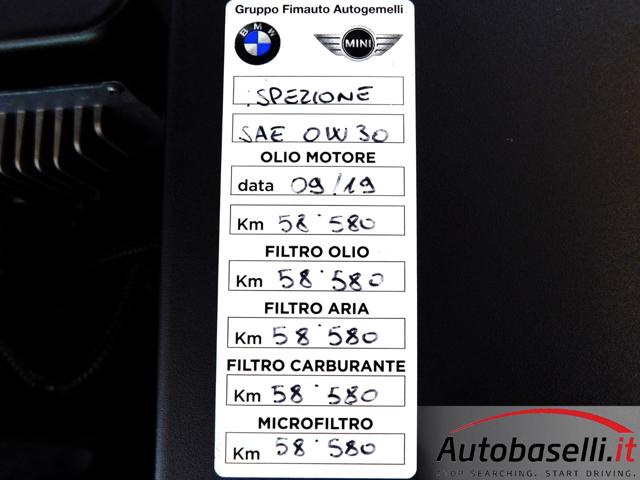 Gruppo Fimauto Autogemelli
BMW
MINI
ISPEZIONE
SAE 0W30
OLIO MOTORE
data 09/19
Km 58'580
FILTRO OLIO
Km 58'580
FILTRO ARIA
Km 58'580
FILTRO CARBURANTE
Km 58'580
MICROFILTRO
Km 58'580
Autobaselli.it
STOP SEARCHING. START DRIVING.